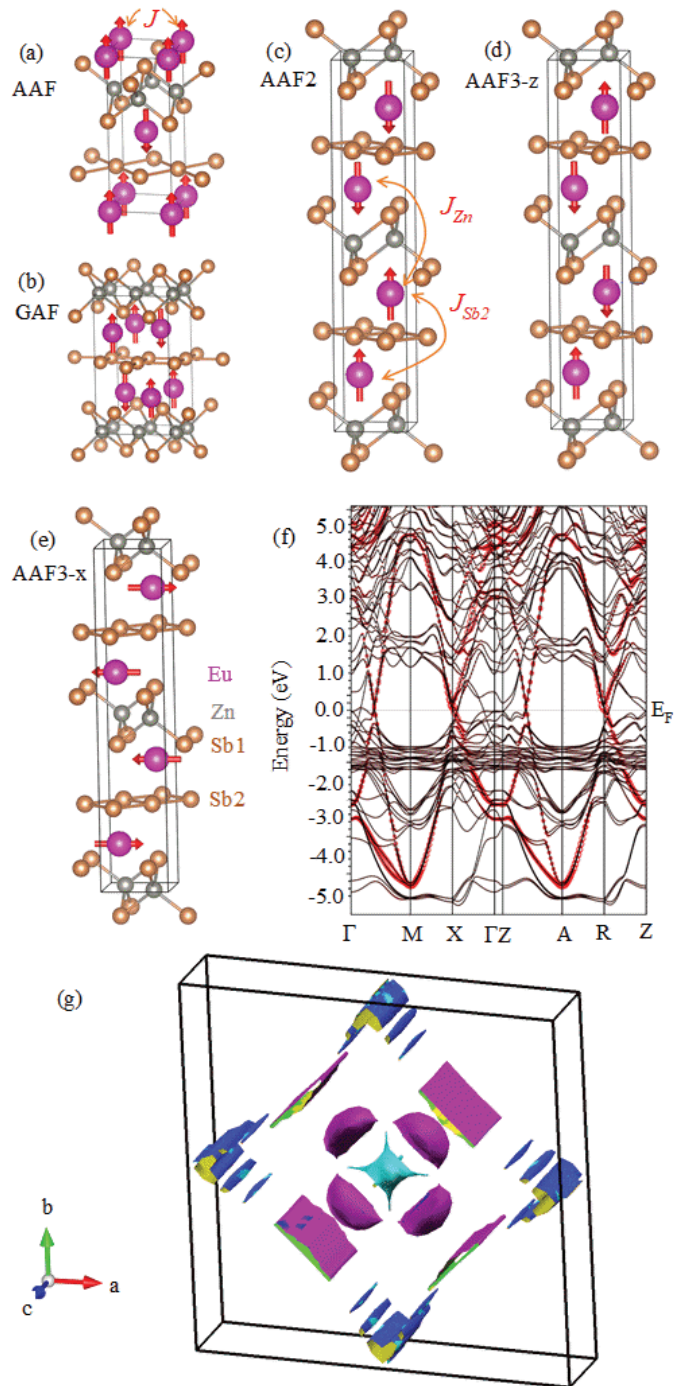 (a)
J
AAF
(b)
GAF
(c)
AAF2
J_Zn
J_Sb2
(d)
AAF3-z
(e)
AAF3-x
Eu
Zn
Sb1
Sb2
(f)
5.0
4.0
3.0
2.0
1.0
0.0
-1.0
-2.0
-3.0
-4.0
-5.0
Energy (eV)
E_F
Γ M X Γ Z A R Z
(g)
b
a
c